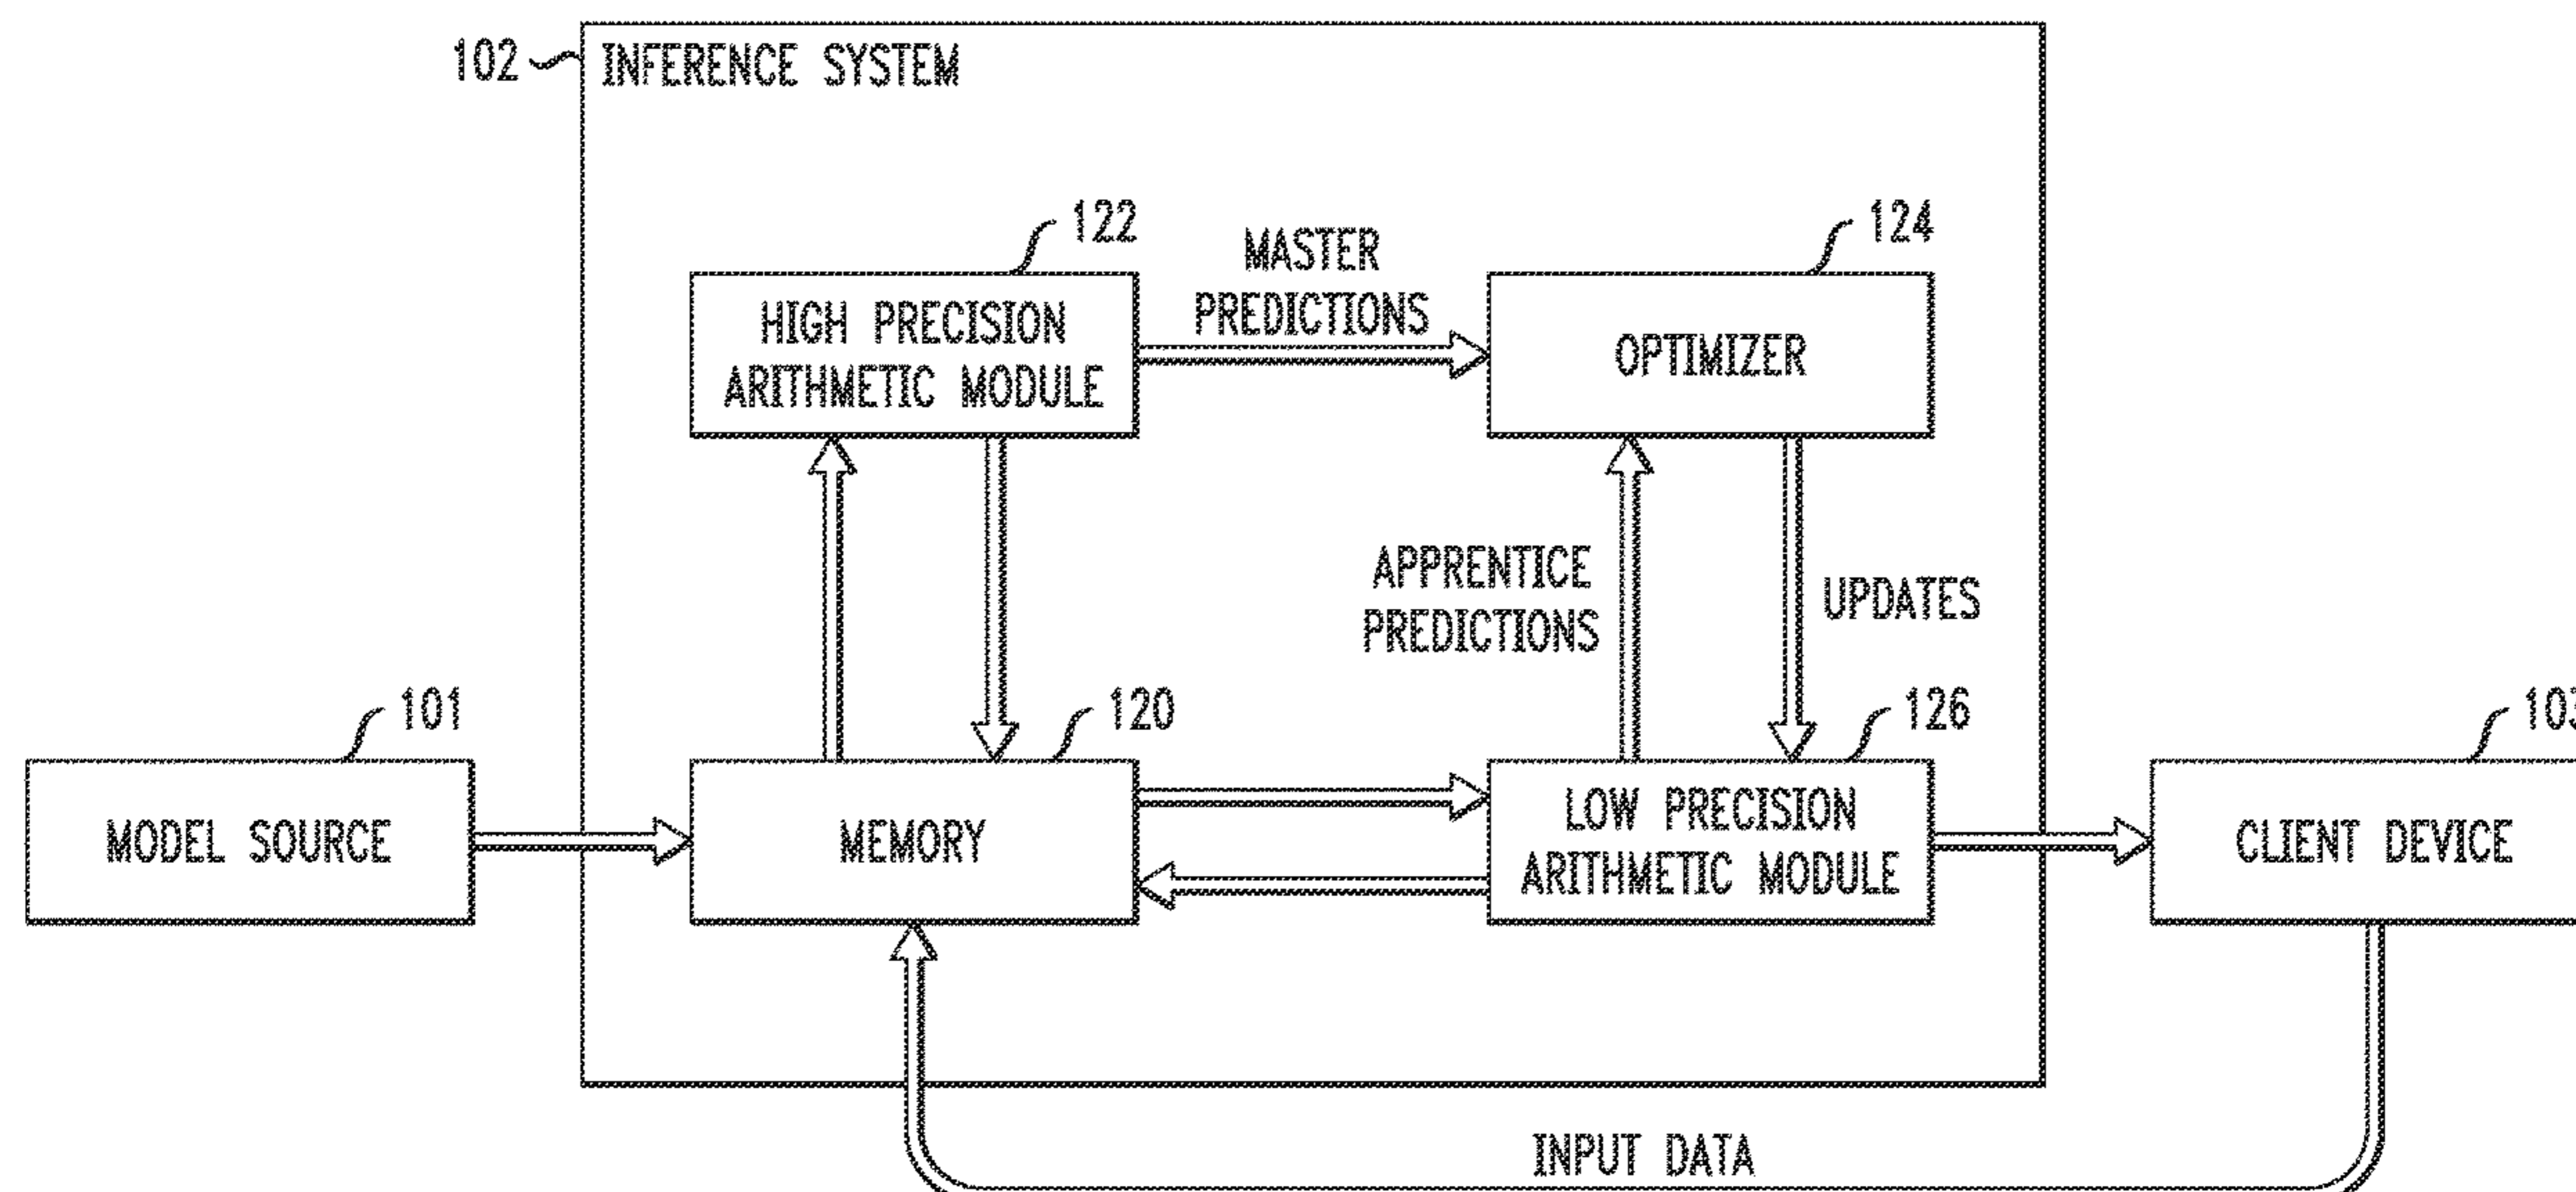 102
INFERENCE SYSTEM
122
MASTER
PREDICTIONS
124
HIGH PRECISION
ARITHMETIC MODULE
OPTIMIZER
APPRENTICE
PREDICTIONS
UPDATES
101
120
126
103
MODEL SOURCE
MEMORY
LOW PRECISION
ARITHMETIC MODULE
CLIENT DEVICE
INPUT DATA